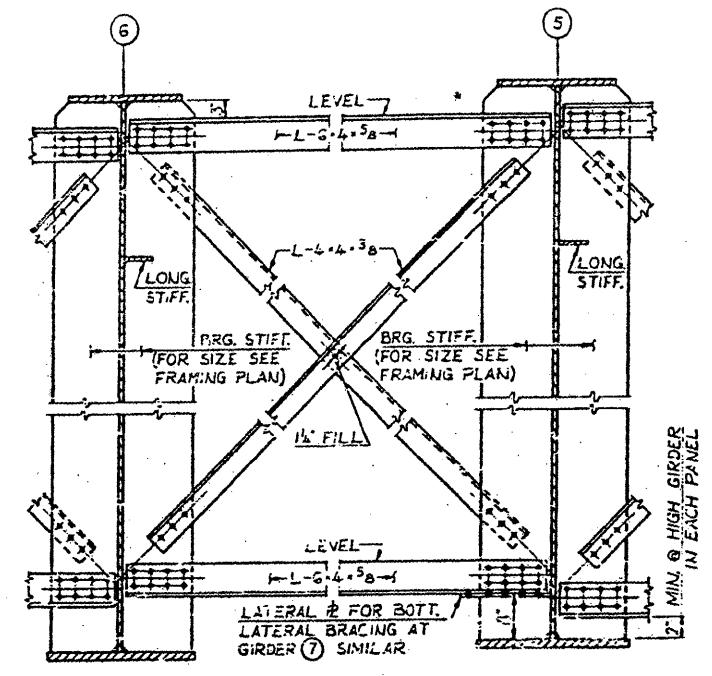 6
5
3"
LEVEL
L-6×4×5/8
L-4×4×3/8
LONG.
STIFF.
LONG.
STIFF.
BRG. STIFF.
(FOR SIZE SEE
FRAMING PLAN)
BRG. STIFF.
(FOR SIZE SEE
FRAMING PLAN)
1¼" FILL
LEVEL
L-6×4×5/8
LATERAL ℔ FOR BOTT.
LATERAL BRACING AT
GIRDER 7 SIMILAR
2" MIN. @ HIGH GIRDER
IN EACH PANEL